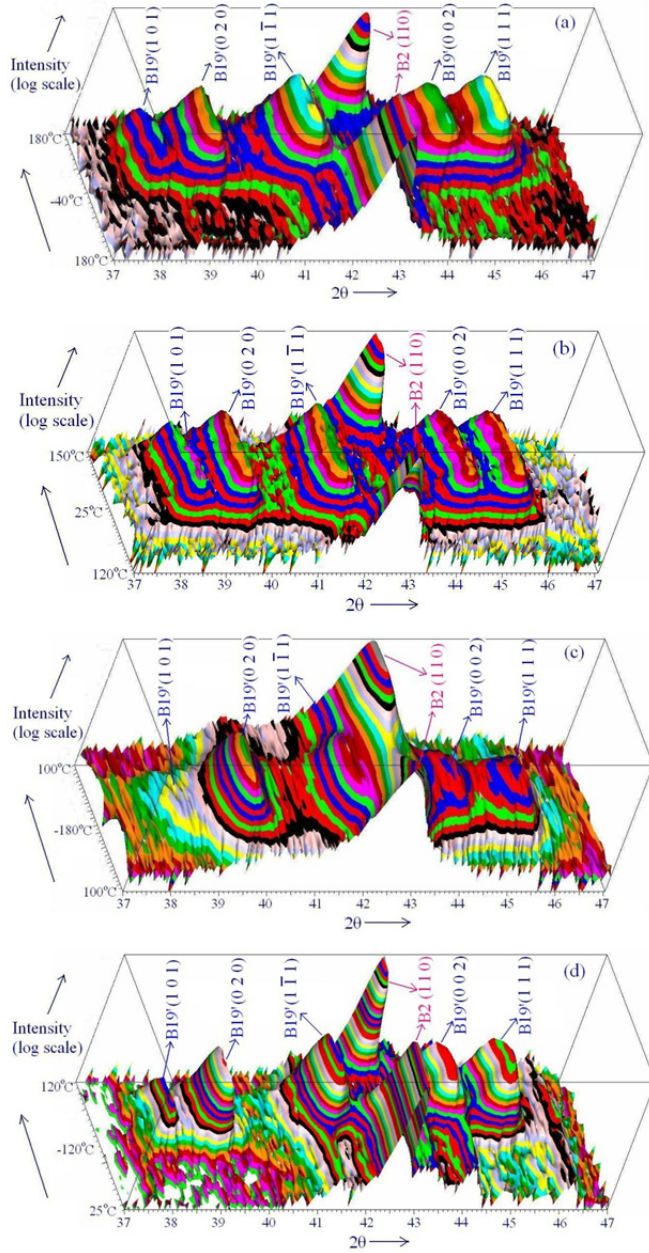 (a)
Intensity
(log scale)
B19'(1 0 1)
B19'(0 2 0)
B19'(1 1̅ 1)
B2 (110)
B19'(0 0 2)
B19'(1 1 1)
180°C
-40°C
180°C
37 38 39 40 41 42 43 44 45 46 47
2θ
(b)
Intensity
(log scale)
B19'(1 0 1)
B19'(0 2 0)
B19'(1 1̅ 1)
B2 (110)
B19'(0 0 2)
B19'(1 1 1)
150°C
25°C
120°C
37 38 39 40 41 42 43 44 45 46 47
2θ
(c)
Intensity
(log scale)
B19'(1 0 1)
B19'(0 2 0)
B19'(1 1̅ 1)
B2 (110)
B19'(0 0 2)
B19'(1 1 1)
100°C
-180°C
100°C
37 38 39 40 41 42 43 44 45 46 47
2θ
(d)
Intensity
(log scale)
B19'(1 0 1)
B19'(0 2 0)
B19'(1 1̅ 1)
B2 (110)
B19'(0 0 2)
B19'(1 1 1)
120°C
-120°C
25°C
37 38 39 40 41 42 43 44 45 46 47
2θ